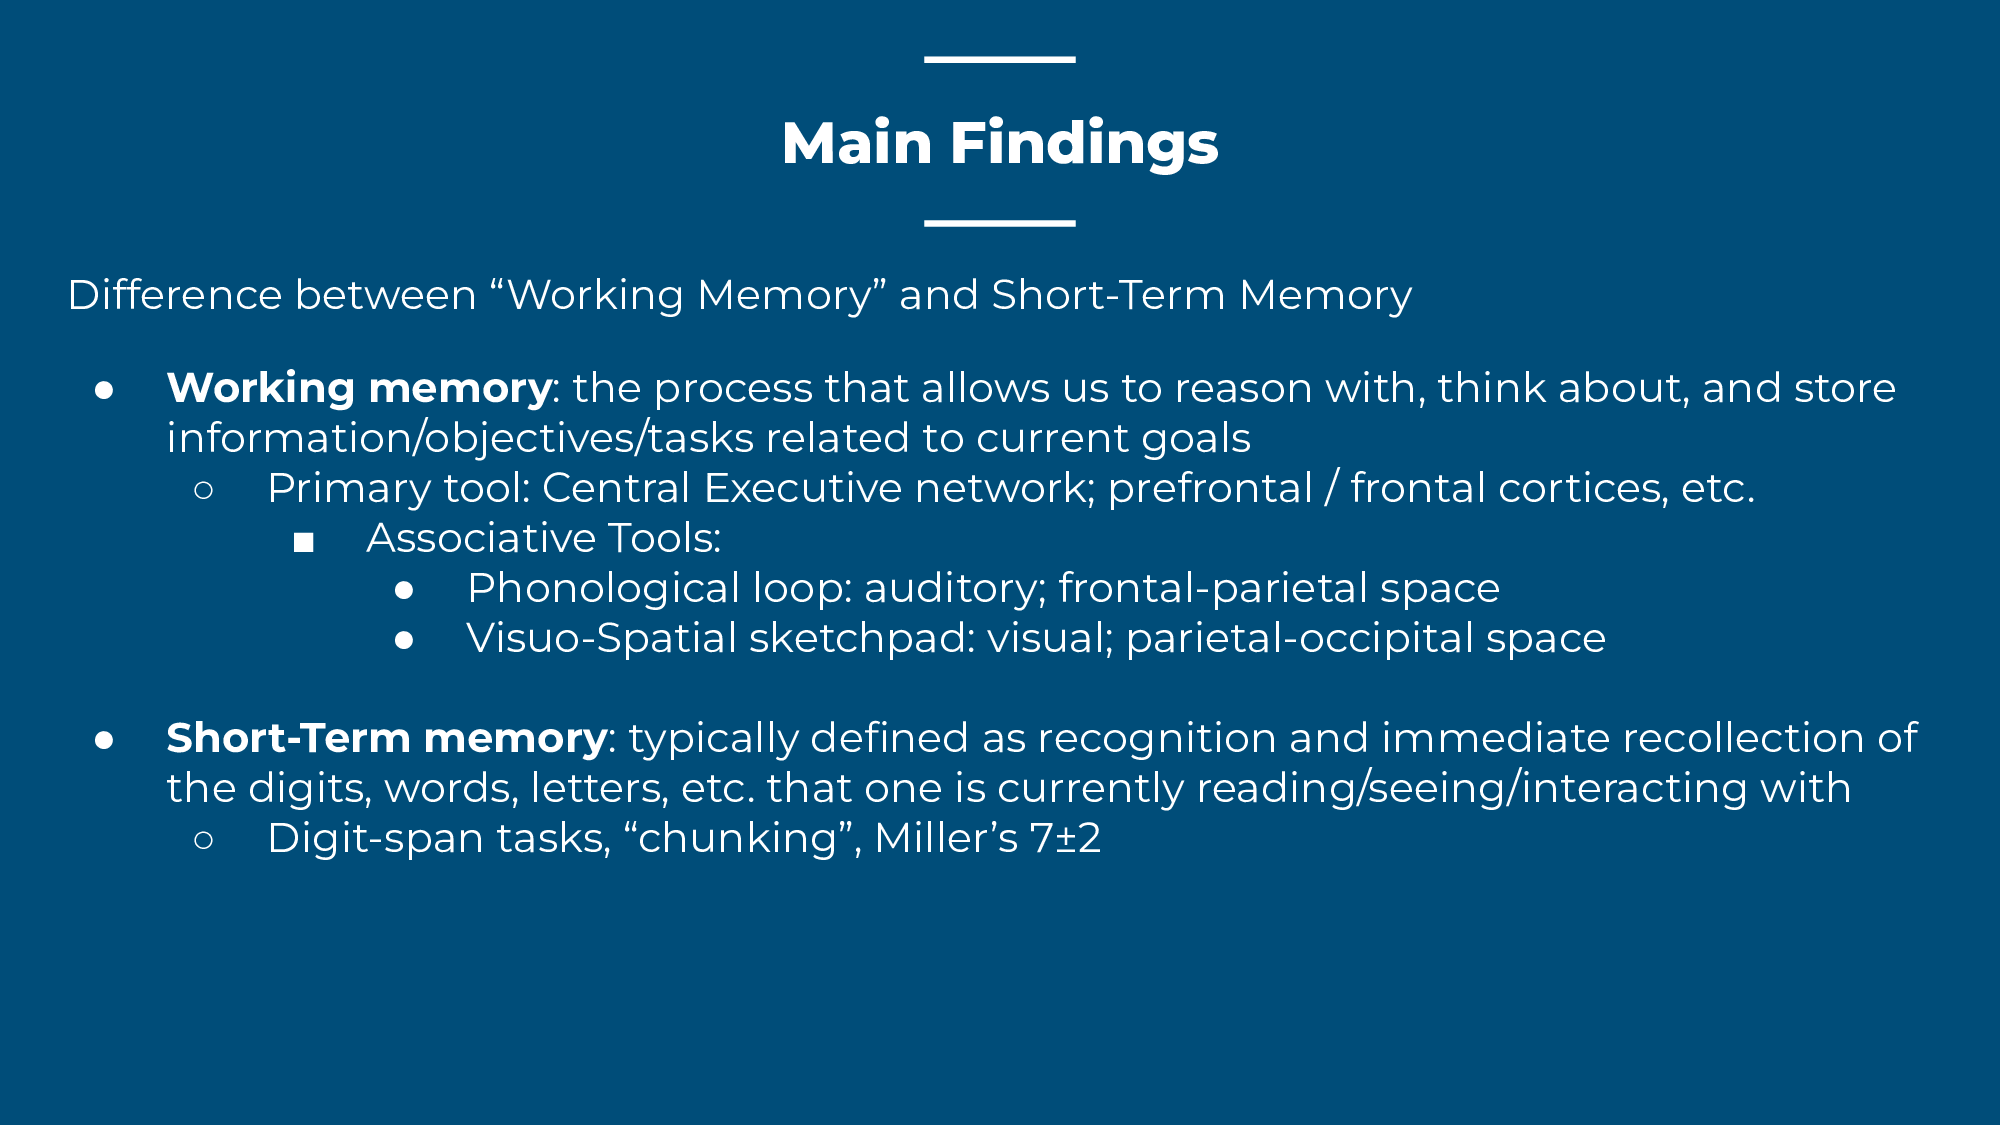 Main Findings
Difference between “Working Memory” and Short-Term Memory
● Working memory: the process that allows us to reason with, think about, and store
information/objectives/tasks related to current goals
○ Primary tool: Central Executive network; prefrontal / frontal cortices, etc.
■ Associative Tools:
● Phonological loop: auditory; frontal-parietal space
● Visuo-Spatial sketchpad: visual; parietal-occipital space
● Short-Term memory: typically defined as recognition and immediate recollection of
the digits, words, letters, etc. that one is currently reading/seeing/interacting with
○ Digit-span tasks, “chunking”, Miller’s 7±2